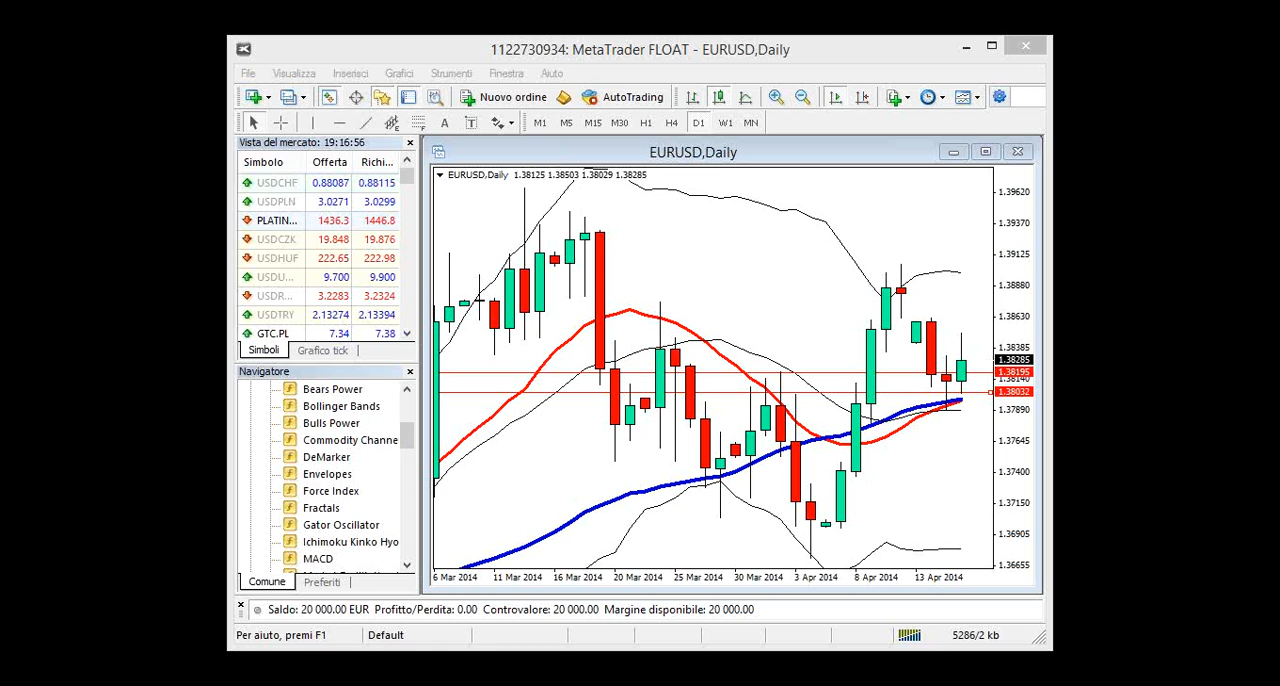 1122730934: MetaTrader FLOAT - EURUSD,Daily
File Visualizza Inserisci Grafici Strumenti Finestra Aiuto
Nuovo ordine AutoTrading
A T M1 M5 M15 M30 H1 H4 D1 W1 MN
Vista del mercato: 19:16:56
Simbolo Offerta Richi...
USDCHF 0.88087 0.88115
USDPLN 3.0271 3.0299
PLATIN... 1436.3 1446.8
USDCZK 19.848 19.876
USDHUF 222.65 222.98
USDU... 9.700 9.900
USDR... 3.2283 3.2324
USDTRY 2.13274 2.13394
GTC.PL 7.34 7.38
Simboli Grafico tick
Navigatore
Bears Power
Bollinger Bands
Bulls Power
Commodity Channe
DeMarker
Envelopes
Force Index
Fractals
Gator Oscillator
Ichimoku Kinko Hyo
MACD
Comune Preferiti
EURUSD,Daily
EURUSD,Daily 1.38125 1.38503 1.38029 1.38285
1.39620
1.39370
1.39125
1.38880
1.38630
1.38385
1.38285
1.38195
1.38140
1.38032
1.37890
1.37645
1.37400
1.37150
1.36905
1.36655
6 Mar 2014 11 Mar 2014 16 Mar 2014 20 Mar 2014 25 Mar 2014 30 Mar 2014 3 Apr 2014 8 Apr 2014 13 Apr 2014
Saldo: 20 000.00 EUR Profitto/Perdita: 0.00 Controvalore: 20 000.00 Margine disponibile: 20 000.00
Per aiuto, premi F1 Default 5286/2 kb